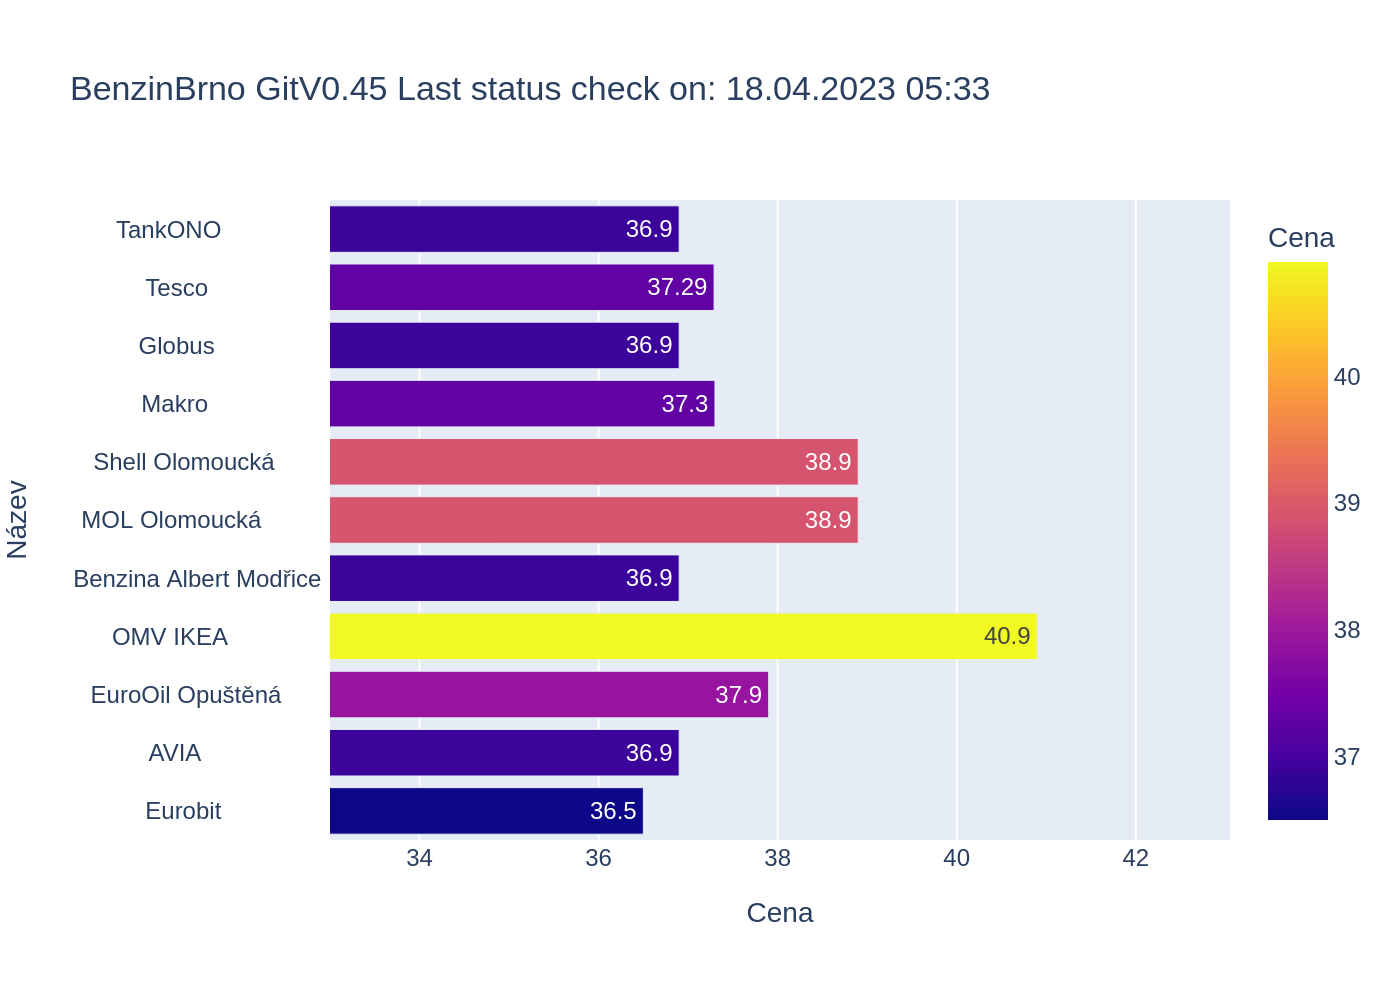 BenzinBrno GitV0.45 Last status check on: 18.04.2023 05:33
Název
TankONO 36.9
Tesco 37.29
Globus 36.9
Makro 37.3
Shell Olomoucká 38.9
MOL Olomoucká 38.9
Benzina Albert Modřice 36.9
OMV IKEA 40.9
EuroOil Opuštěná 37.9
AVIA 36.9
Eurobit 36.5
34 36 38 40 42
Cena
Cena
40
39
38
37